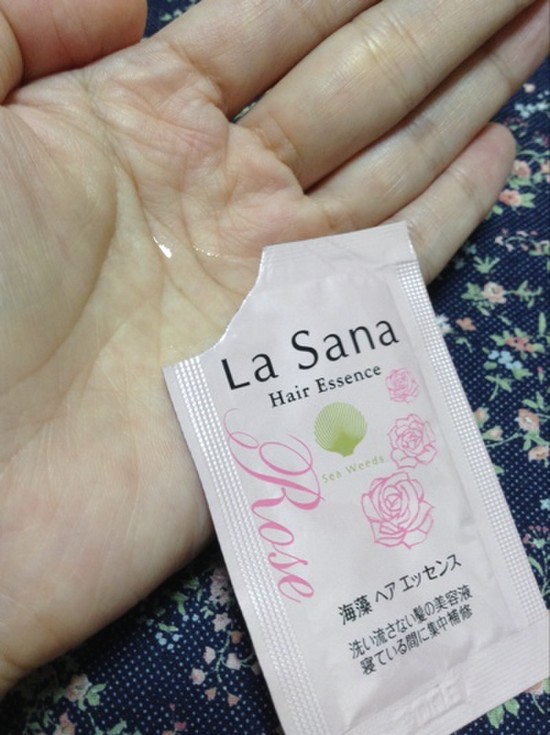 La Sana
Hair Essence
Sea Weeds
Rose
海藻 ヘア エッセンス
洗い流さない髪の美容液
寝ている間に集中補修